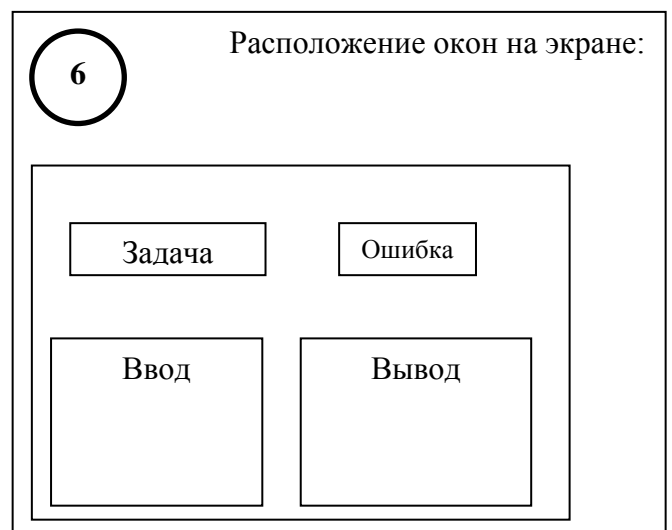 6
Расположение окон на экране:
Задача
Ошибка
Ввод
Вывод